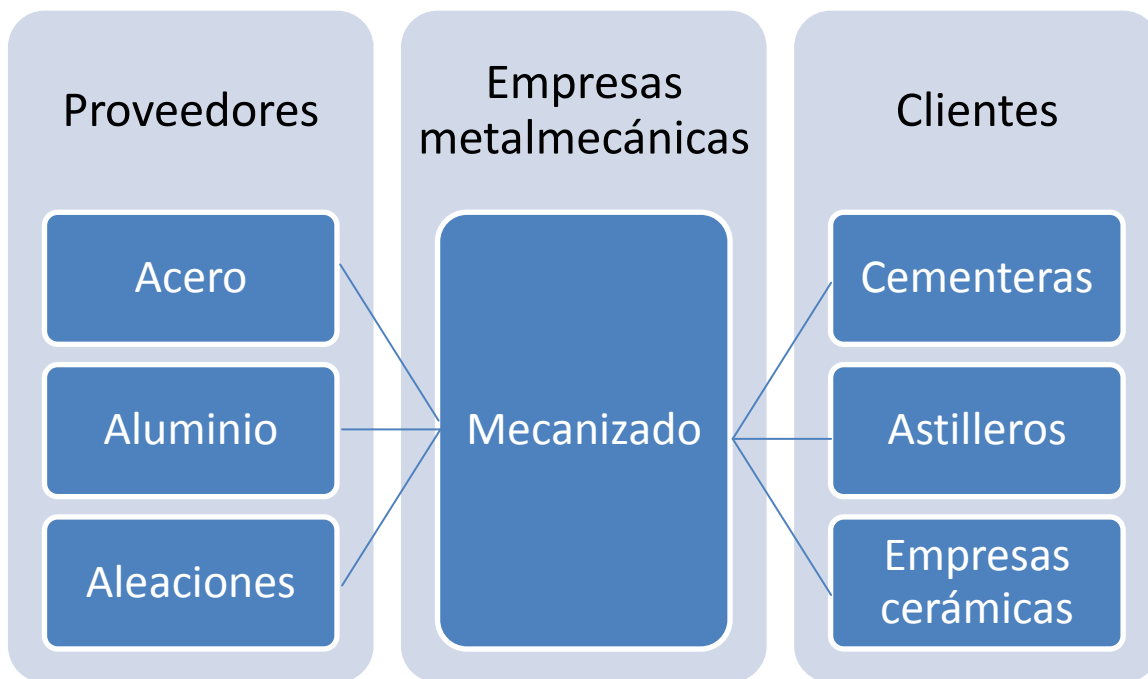 Proveedores
Acero
Aluminio
Aleaciones
Empresas
metalmecánicas
Mecanizado
Clientes
Cementeras
Astilleros
Empresas
cerámicas